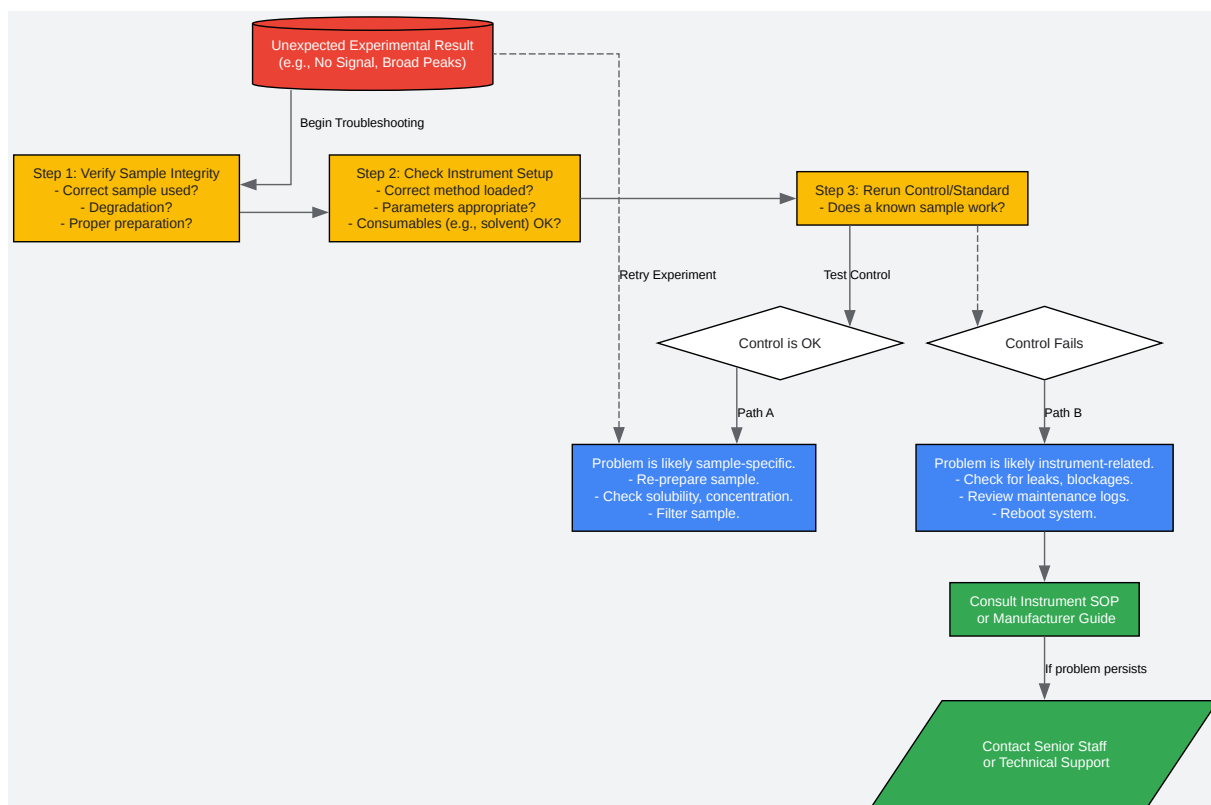 Unexpected Experimental Result
(e.g., No Signal, Broad Peaks)
Begin Troubleshooting
Step 1: Verify Sample Integrity
- Correct sample used?
- Degradation?
- Proper preparation?
Step 2: Check Instrument Setup
- Correct method loaded?
- Parameters appropriate?
- Consumables (e.g., solvent) OK?
Step 3: Rerun Control/Standard
- Does a known sample work?
Retry Experiment
Test Control
Control is OK
Control Fails
Path A
Path B
Problem is likely sample-specific.
- Re-prepare sample.
- Check solubility, concentration.
- Filter sample.
Problem is likely instrument-related.
- Check for leaks, blockages.
- Review maintenance logs.
- Reboot system.
Consult Instrument SOP
or Manufacturer Guide
If problem persists
Contact Senior Staff
or Technical Support